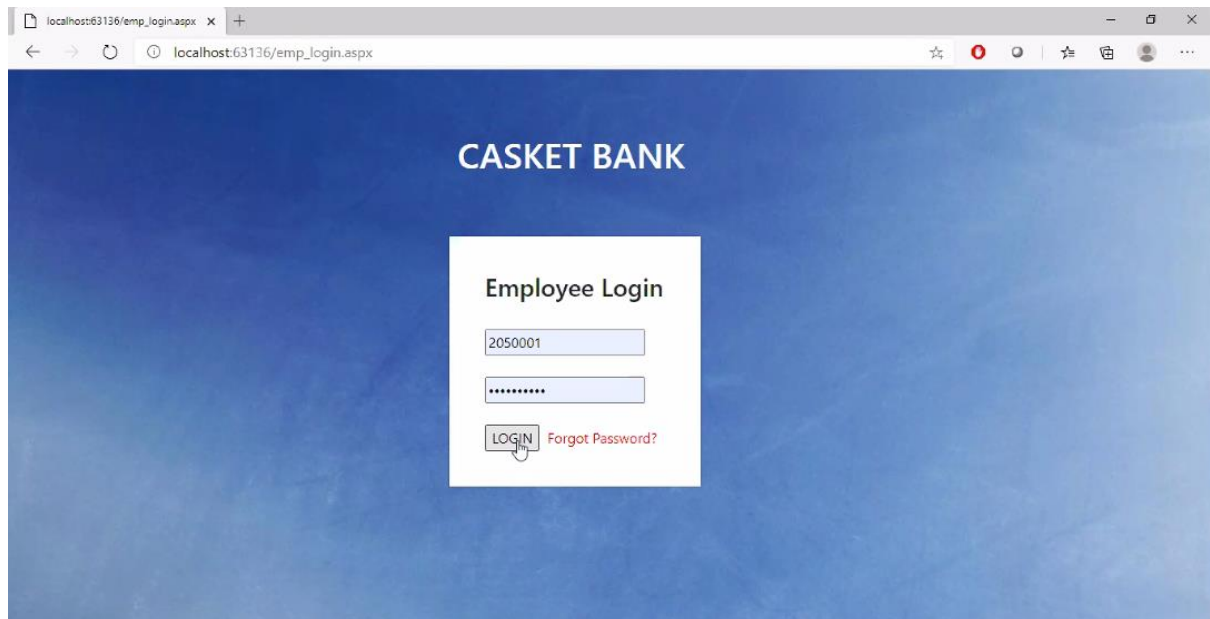 localhost:63136/emp_login.aspx
localhost:63136/emp_login.aspx
CASKET BANK
Employee Login
2050001
••••••••••
LOGIN Forgot Password?